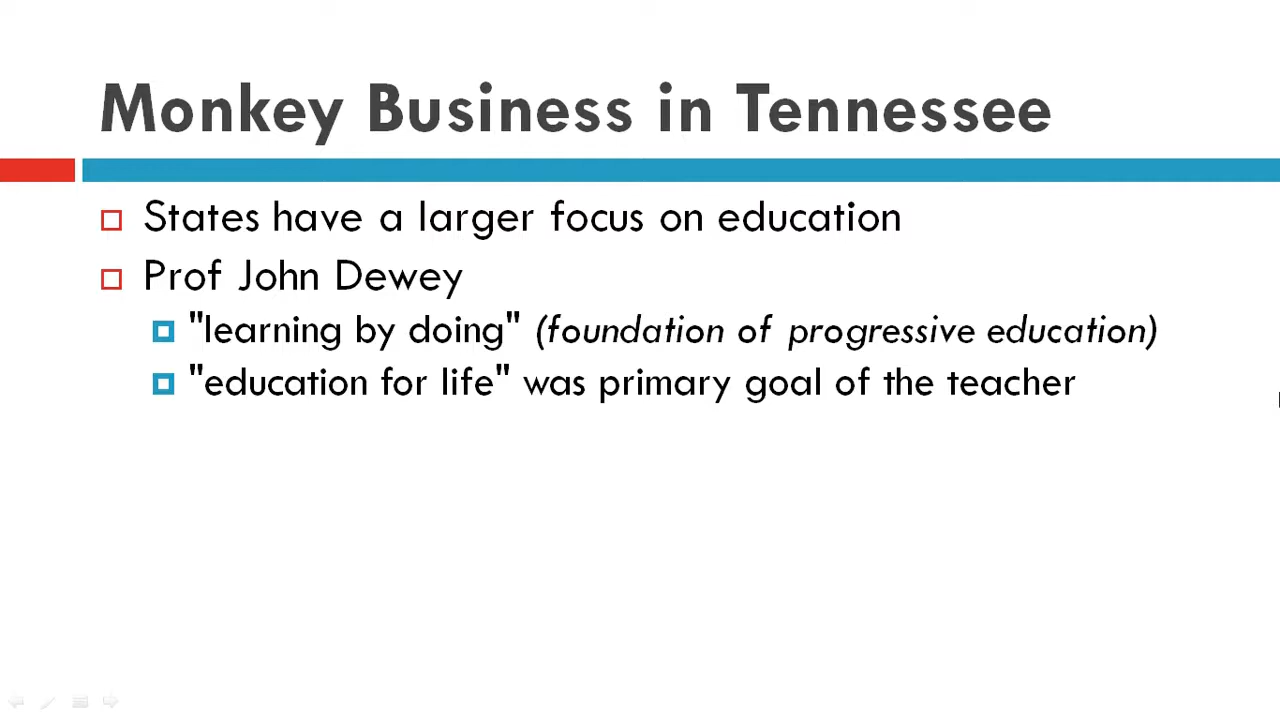 Monkey Business in Tennessee
States have a larger focus on education
Prof John Dewey
"learning by doing" (foundation of progressive education)
"education for life" was primary goal of the teacher